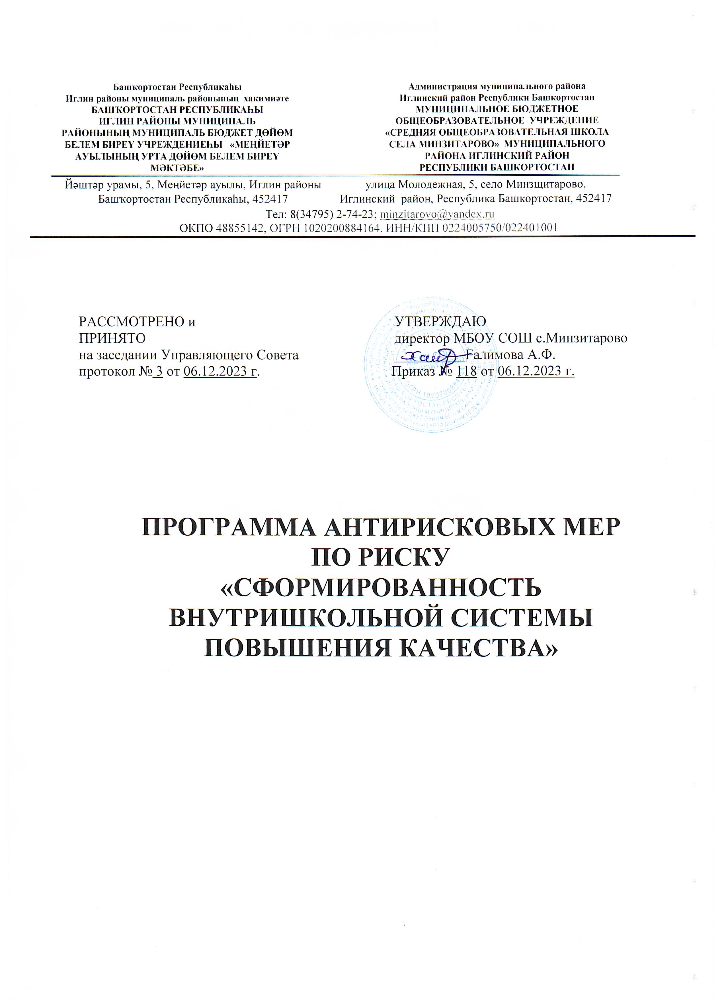 Башҡортостан Республикаһы
Иглин районы муниципаль районының хакимиәте
БАШҠОРТОСТАН РЕСПУБЛИКАҺЫ
ИГЛИН РАЙОНЫ МУНИЦИПАЛЬ
РАЙОНЫНЫҢ МУНИЦИПАЛЬ БЮДЖЕТ ДӨЙӨМ
БЕЛЕМ БИРЕҮ УЧРЕЖДЕНИЕҺЫ «МЕҢЙЕТӘР
АУЫЛЫНЫҢ УРТА ДӨЙӨМ БЕЛЕМ БИРЕҮ
МӘКТӘБЕ»
Администрация муниципального района
Иглинский район Республики Башкортостан
МУНИЦИПАЛЬНОЕ БЮДЖЕТНОЕ
ОБЩЕОБРАЗОВАТЕЛЬНОЕ УЧРЕЖДЕНИЕ
«СРЕДНЯЯ ОБЩЕОБРАЗОВАТЕЛЬНАЯ ШКОЛА
СЕЛА МИНЗИТАРОВО» МУНИЦИПАЛЬНОГО
РАЙОНА ИГЛИНСКИЙ РАЙОН
РЕСПУБЛИКИ БАШКОРТОСТАН
Йәштәр урамы, 5, Меңйетәр ауылы, Иглин районы
Башҡортостан Республикаһы, 452417
улица Молодежная, 5, село Минзщитарово,
Иглинский район, Республика Башкортостан, 452417
Тел: 8(34795) 2-74-23; minzitarovo@yandex.ru
ОКПО 48855142, ОГРН 1020200884164, ИНН/КПП 0224005750/022401001
РАССМОТРЕНО и
ПРИНЯТО
на заседании Управляющего Совета
протокол № 3 от 06.12.2023 г.
УТВЕРЖДАЮ
директор МБОУ СОШ с.Минзитарово
Галимова А.Ф.
Приказ № 118 от 06.12.2023 г.
ПРОГРАММА АНТИРИСКОВЫХ МЕР
ПО РИСКУ
«СФОРМИРОВАННОСТЬ
ВНУТРИШКОЛЬНОЙ СИСТЕМЫ
ПОВЫШЕНИЯ КАЧЕСТВА»